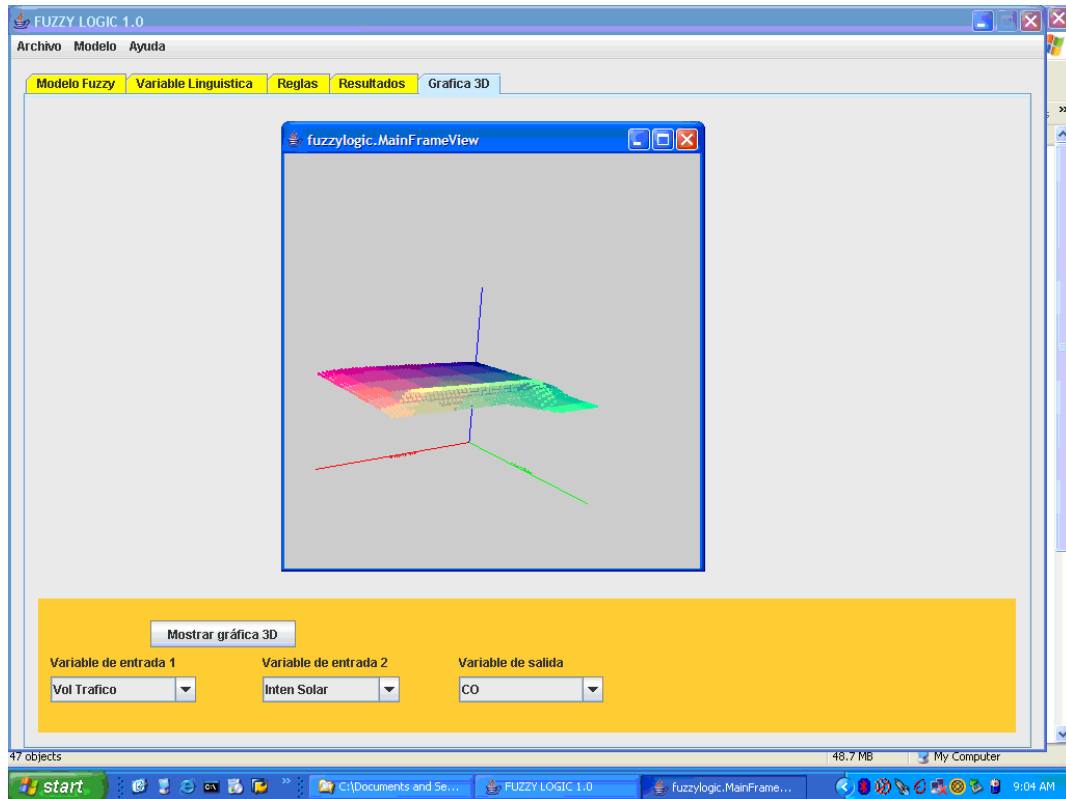 FUZZY LOGIC 1.0
Archivo Modelo Ayuda
Modelo Fuzzy Variable Linguistica Reglas Resultados Grafica 3D
»
fuzzylogic.MainFrameView
Mostrar gráfica 3D
Variable de entrada 1 Variable de entrada 2 Variable de salida
Vol Trafico Inten Solar CO
47 objects 48.7 MB My Computer
start » C:\Documents and Se... FUZZY LOGIC 1.0 fuzzylogic.MainFrame... 9:04 AM